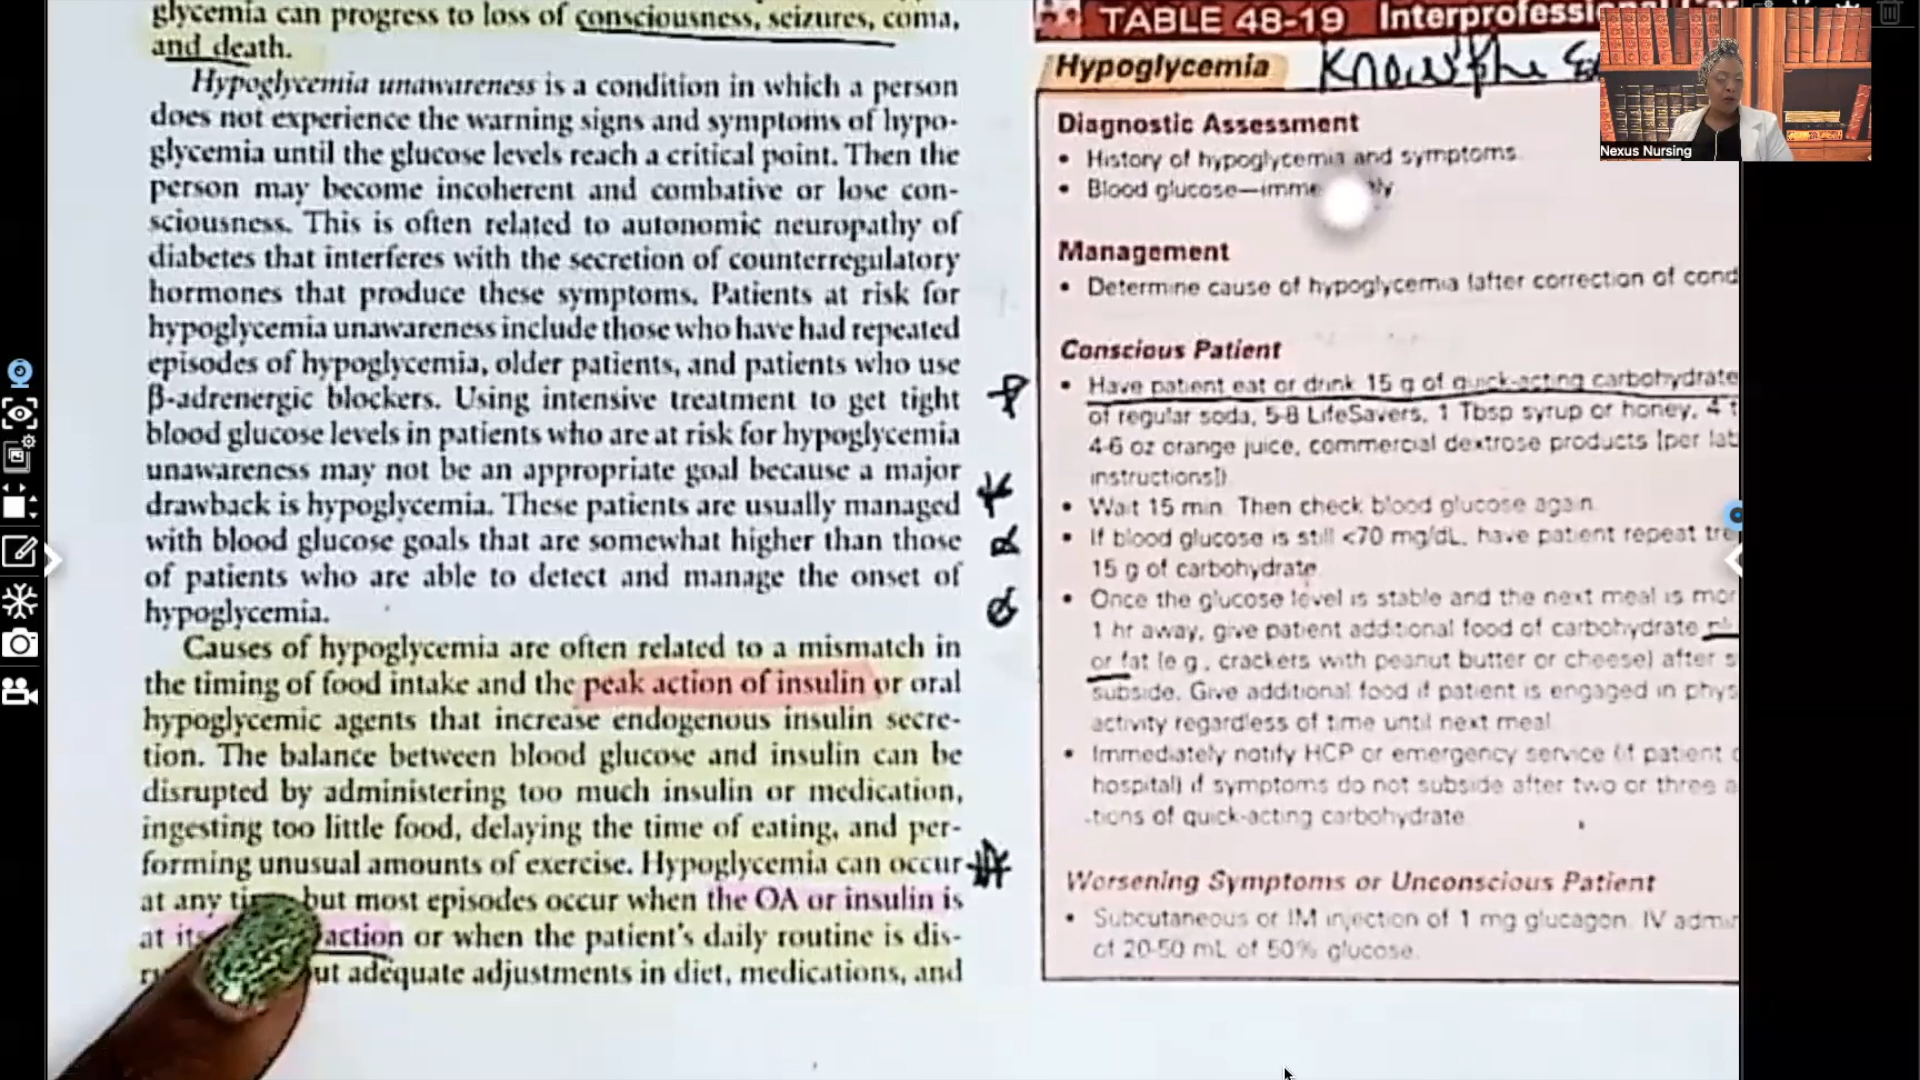 glycemia can progress to loss of consciousness, seizures, coma,
and death.
Hypoglycemia unawareness is a condition in which a person
does not experience the warning signs and symptoms of hypo-
glycemia until the glucose levels reach a critical point. Then the
person may become incoherent and combative or lose con-
sciousness. This is often related to autonomic neuropathy of
diabetes that interferes with the secretion of counterregulatory
hormones that produce these symptoms. Patients at risk for
hypoglycemia unawareness include those who have had repeated
episodes of hypoglycemia, older patients, and patients who use
β-adrenergic blockers. Using intensive treatment to get tight
blood glucose levels in patients who are at risk for hypoglycemia
unawareness may not be an appropriate goal because a major
drawback is hypoglycemia. These patients are usually managed
with blood glucose goals that are somewhat higher than those
of patients who are able to detect and manage the onset of
hypoglycemia.
Causes of hypoglycemia are often related to a mismatch in
the timing of food intake and the peak action of insulin or oral
hypoglycemic agents that increase endogenous insulin secre-
tion. The balance between blood glucose and insulin can be
disrupted by administering too much insulin or medication,
ingesting too little food, delaying the time of eating, and per-
forming unusual amounts of exercise. Hypoglycemia can occur
at any but most episodes occur when the OA or insulin is
at action or when the patient's daily routine is dis-
adequate adjustments in diet, medications, and
TABLE 48-19 Interprofessional
Hypoglycemia Know the
Diagnostic Assessment
• History of hypoglycemia and symptoms
• Blood glucose—
Management
• Determine cause of hypoglycemia (after correction of
Conscious Patient
• Have patient eat or drink 15 g of quick-acting carbohydrate
of regular soda, 5-8 LifeSavers, 1 Tbsp syrup or honey, 4
4-6 oz orange juice, commercial dextrose products [per
instructions])
• Wait 15 min. Then check blood glucose again.
• If blood glucose is still <70 mg/dL, have patient repeat
15 g of carbohydrate.
• Once the glucose level is stable and the next meal is
1 hr away, give patient additional food of carbohydrate
or fat (e.g., crackers with peanut butter or cheese) after
subside. Give additional food if patient is engaged in
activity regardless of time until next meal.
• Immediately notify HCP or emergency service (if patient
hospital) if symptoms do not subside after two or three
tions of quick-acting carbohydrate.
Worsening Symptoms or Unconscious Patient
• Subcutaneous or IM injection of 1 mg glucagon. IV
of 20-50 mL of 50% glucose.
Nexus Nursing